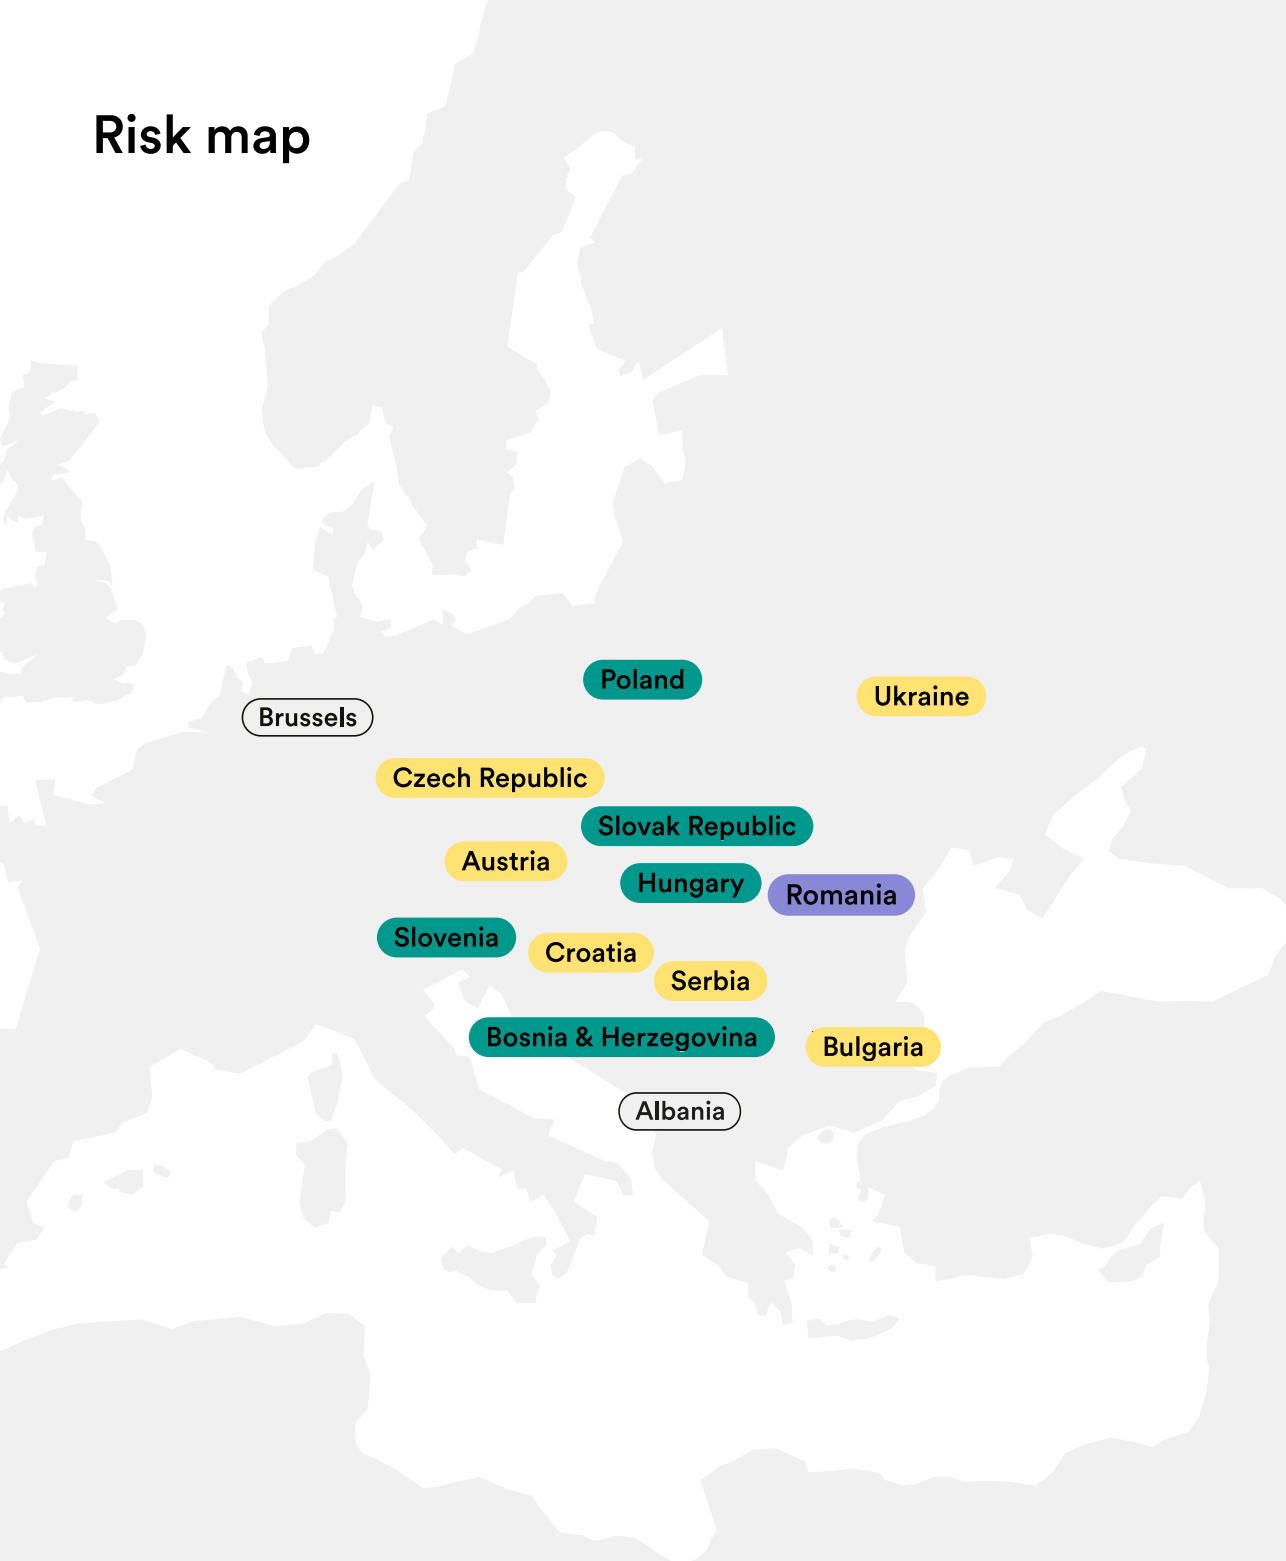 Risk map
Poland
Ukraine
Brussels
Czech Republic
Slovak Republic
Austria
Hungary
Romania
Slovenia
Croatia
Serbia
Bosnia & Herzegovina
Bulgaria
Albania